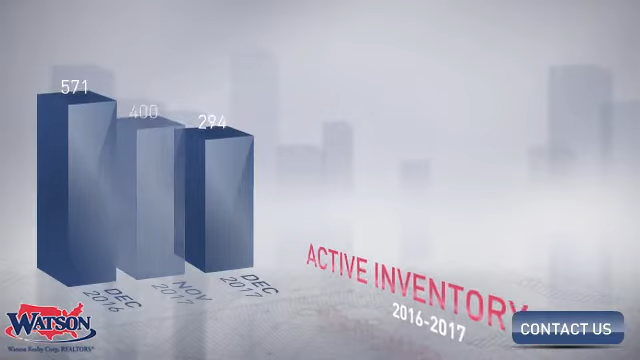 571
400
294
DEC
2016
NOV
2017
DEC
2017
ACTIVE INVENTORY
2016-2017
WATSON
Watson Realty Corp. REALTORS®
CONTACT US